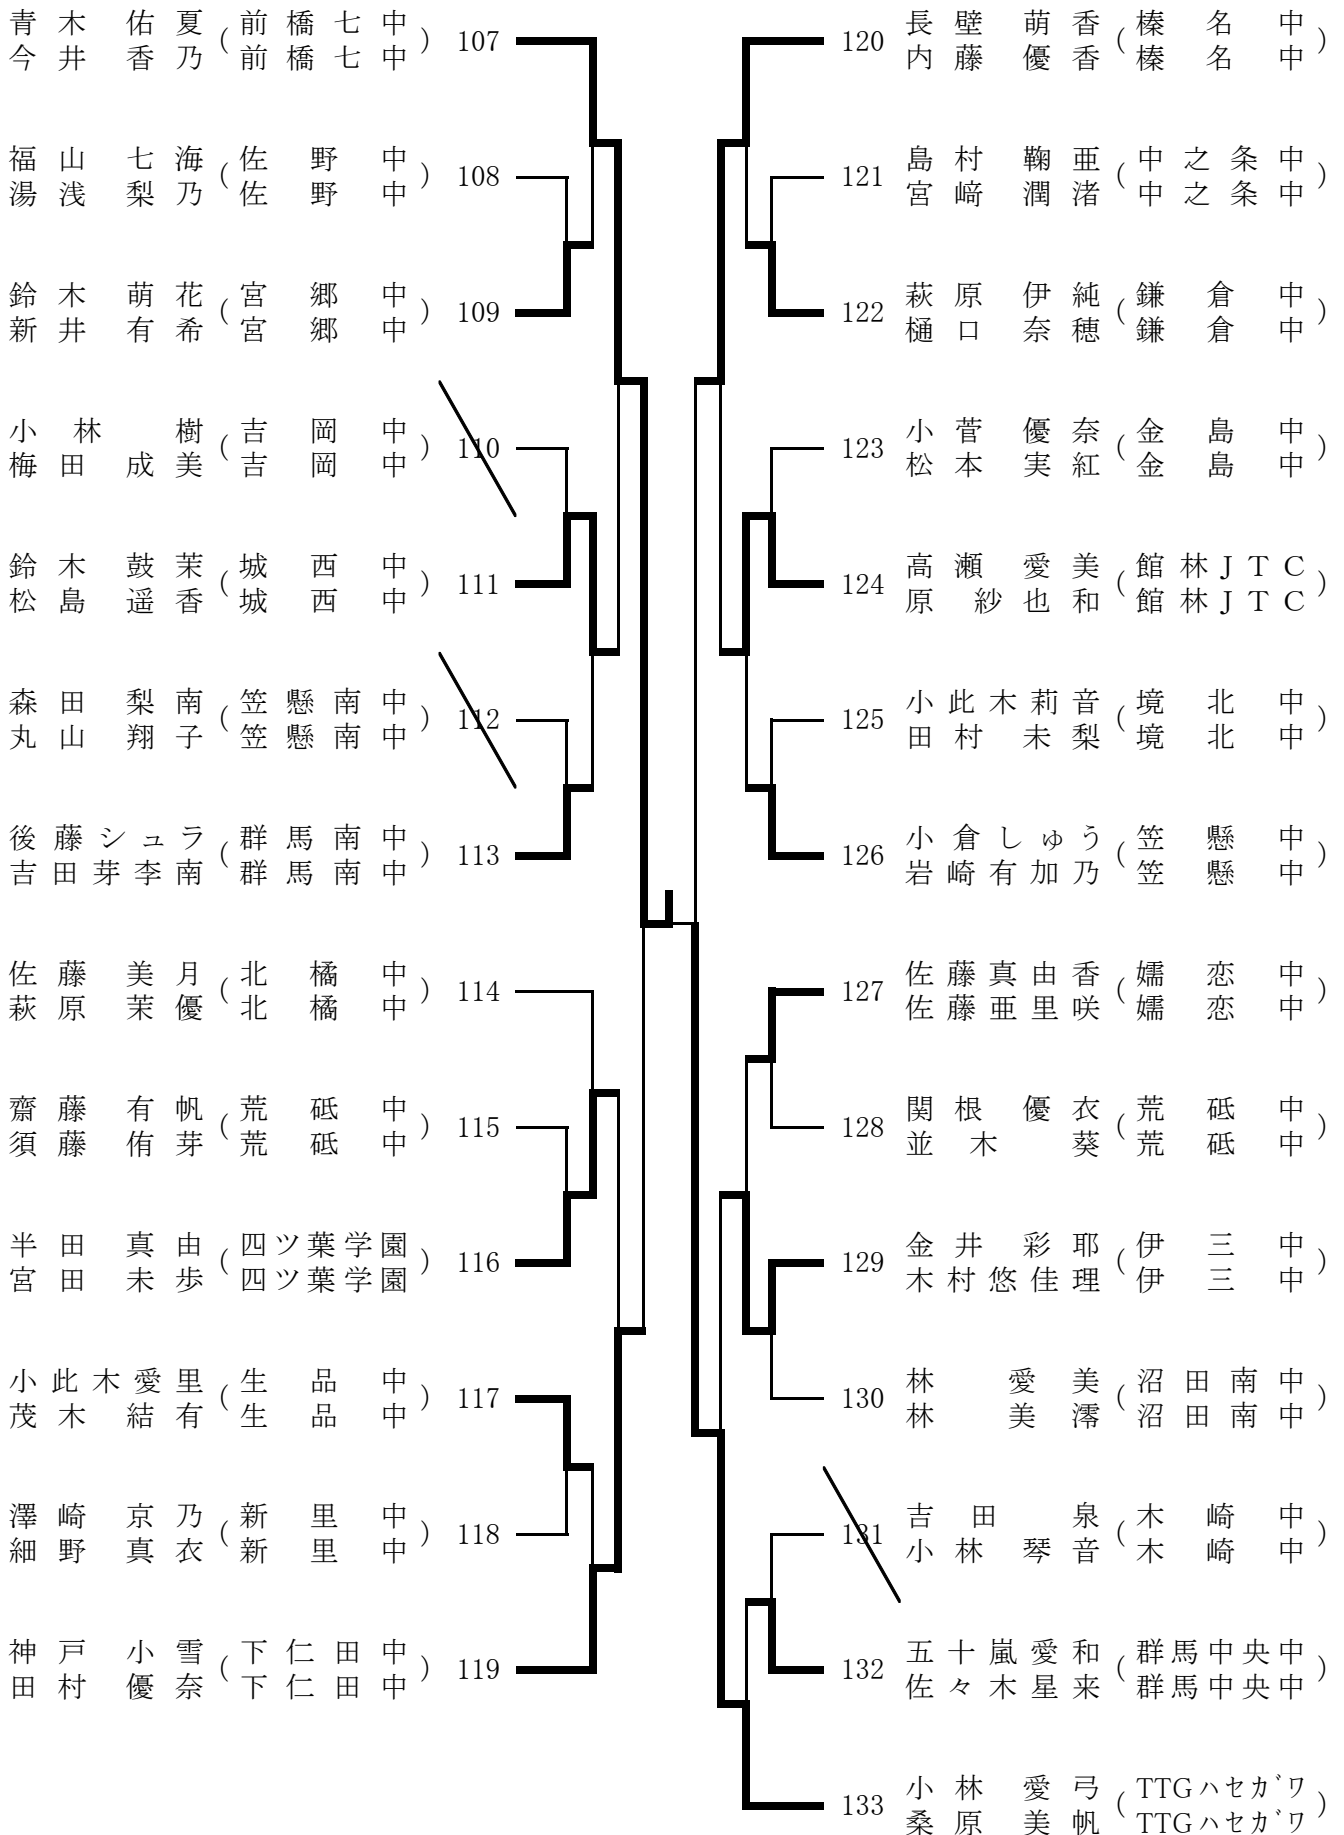 青木佑夏(前橋七中) 107
今井香乃(前橋七中)
福山七海(佐野中) 108
湯浅梨乃(佐野中)
鈴木萌花(宮郷中) 109
新井有希(宮郷中)
小林樹(吉岡中) 110
梅田成美(吉岡中)
鈴木鼓茉(城西中) 111
松島遥香(城西中)
森田梨南(笠懸南中) 112
丸山翔子(笠懸南中)
後藤シュラ(群馬南中) 113
吉田芽李南(群馬南中)
佐藤美月(北橘中) 114
萩原茉優(北橘中)
齋藤有帆(荒砥中) 115
須藤侑芽(荒砥中)
半田真由(四ツ葉学園) 116
宮田未歩(四ツ葉学園)
小此木愛里(生品中) 117
茂木結有(生品中)
澤崎京乃(新里中) 118
細野真衣(新里中)
神戸小雪(下仁田中) 119
田村優奈(下仁田中)
120 長壁萌香(榛名中)
内藤優香(榛名中)
121 島村鞠亜(中之条中)
宮﨑潤渚(中之条中)
122 萩原伊純(鎌倉中)
樋口奈穂(鎌倉中)
123 小菅優奈(金島中)
松本実紅(金島中)
124 高瀬愛美(館林JTC)
原紗也和(館林JTC)
125 小此木莉音(境北中)
田村未梨(境北中)
126 小倉しゅう(笠懸中)
岩崎有加乃(笠懸中)
127 佐藤真由香(嬬恋中)
佐藤亜里咲(嬬恋中)
128 関根優衣(荒砥中)
並木葵(荒砥中)
129 金井彩耶(伊三中)
木村悠佳理(伊三中)
130 林愛美(沼田南中)
林美澪(沼田南中)
131 吉田泉(木崎中)
小林琴音(木崎中)
132 五十嵐愛和(群馬中央中)
佐々木星来(群馬中央中)
133 小林愛弓(TTGハセガワ)
桑原美帆(TTGハセガワ)